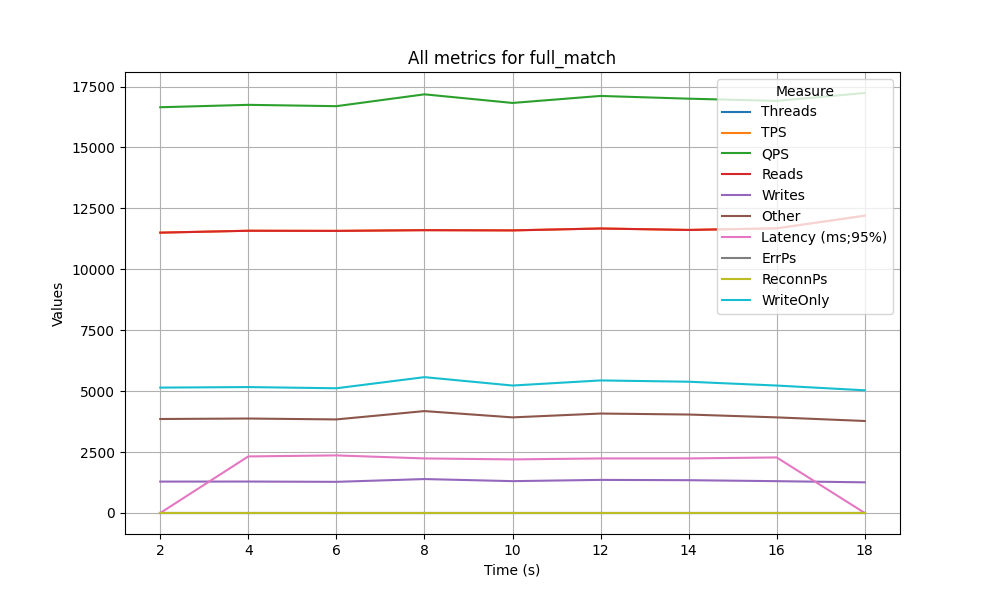 All metrics for full_match
Values
17500
15000
12500
10000
7500
5000
2500
0
Measure
Threads
TPS
QPS
Reads
Writes
Other
Latency (ms;95%)
ErrPs
ReconnPs
WriteOnly
2 4 6 8 10 12 14 16 18
Time (s)